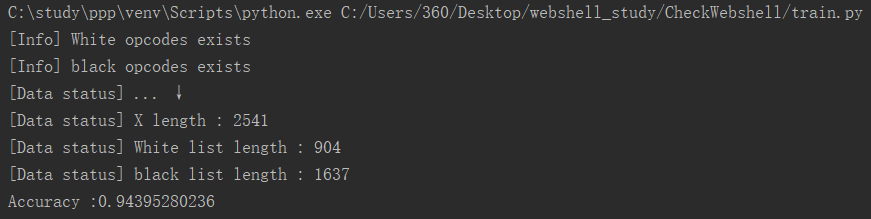 C:\study\ppp\venv\Scripts\python.exe C:/Users/360/Desktop/webshell_study/CheckWebshell/train.py
[Info] White opcodes exists
[Info] black opcodes exists
[Data status] ... ↓
[Data status] X length : 2541
[Data status] White list length : 904
[Data status] black list length : 1637
Accuracy :0.94395280236